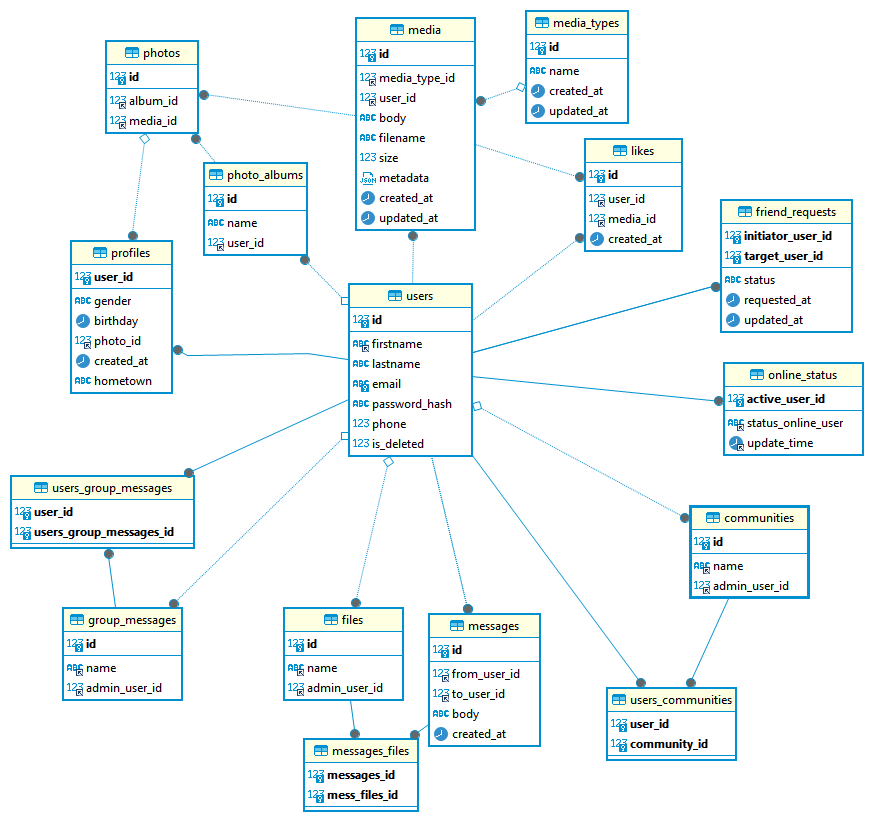 photos
id
album_id
media_id
media
id
media_type_id
user_id
body
filename
size
metadata
created_at
updated_at
media_types
id
name
created_at
updated_at
photo_albums
id
name
user_id
likes
id
user_id
media_id
created_at
friend_requests
initiator_user_id
target_user_id
status
requested_at
updated_at
profiles
user_id
gender
birthday
photo_id
created_at
hometown
users
id
firstname
lastname
email
password_hash
phone
is_deleted
online_status
active_user_id
status_online_user
update_time
users_group_messages
user_id
users_group_messages_id
communities
id
name
admin_user_id
group_messages
id
name
admin_user_id
files
id
name
admin_user_id
messages
id
from_user_id
to_user_id
body
created_at
users_communities
user_id
community_id
messages_files
messages_id
mess_files_id